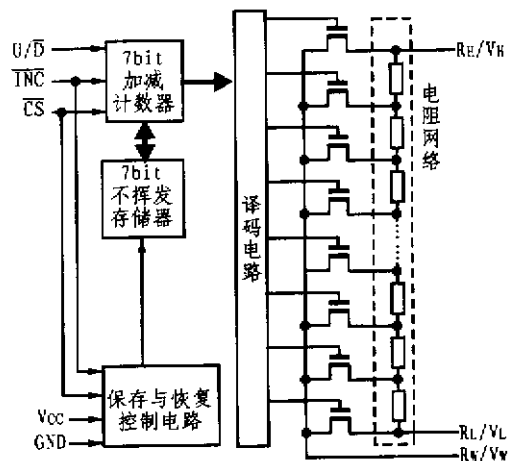 U/D̅
7bit
加减
计数器
I̅N̅C̅
C̅S̅
7bit
不挥发
存储器
保存与恢复
控制电路
Vcc
GND
译码电路
电阻网络
RH/VH
RL/VL
RW/VW